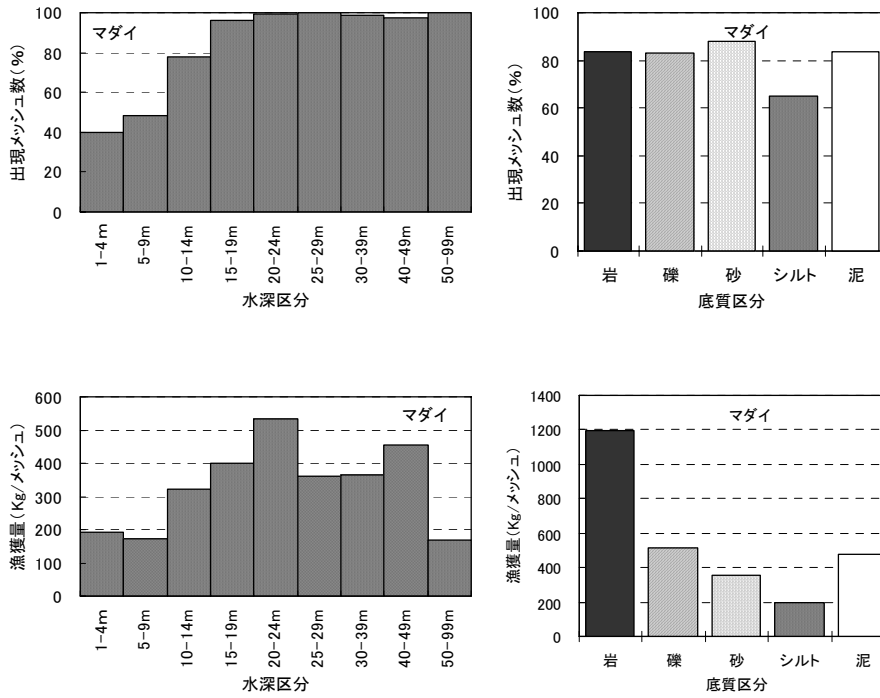 マダイ
出現メッシュ数(%)
100
80
60
40
20
0
1-4m
5-9m
10-14m
15-19m
20-24m
25-29m
30-39m
40-49m
50-99m
水深区分
マダイ
出現メッシュ数(%)
100
80
60
40
20
0
岩 礫 砂 シルト 泥
底質区分
マダイ
漁獲量(Kg/メッシュ)
600
500
400
300
200
100
0
1-4m
5-9m
10-14m
15-19m
20-24m
25-29m
30-39m
40-49m
50-99m
水深区分
マダイ
漁獲量(Kg/メッシュ)
1400
1200
1000
800
600
400
200
0
岩 礫 砂 シルト 泥
底質区分